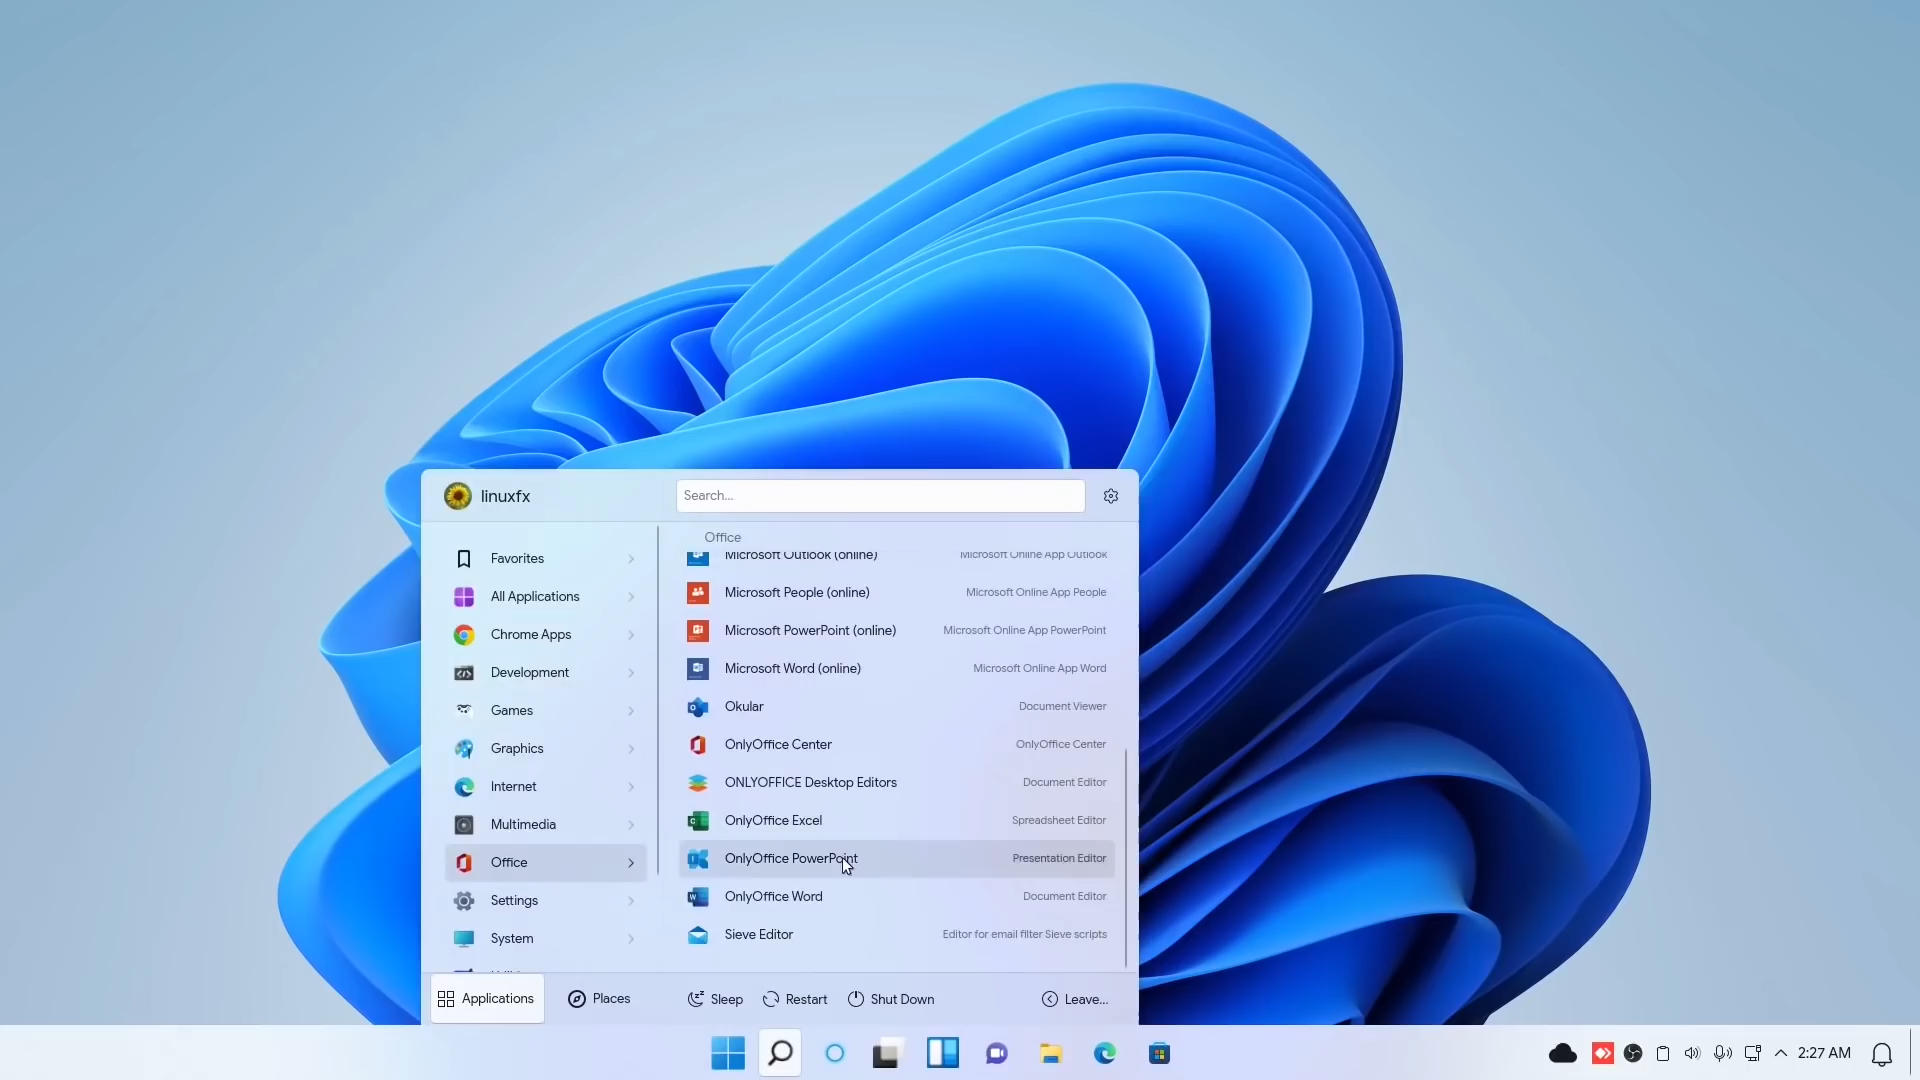 linuxfx
Search...
Favorites
All Applications
Chrome Apps
Development
Games
Graphics
Internet
Multimedia
Office
Settings
System
Office
Microsoft Outlook (online) Microsoft Online App Outlook
Microsoft People (online) Microsoft Online App People
Microsoft PowerPoint (online) Microsoft Online App PowerPoint
Microsoft Word (online) Microsoft Online App Word
Okular Document Viewer
OnlyOffice Center OnlyOffice Center
ONLYOFFICE Desktop Editors Document Editor
OnlyOffice Excel Spreadsheet Editor
OnlyOffice PowerPoint Presentation Editor
OnlyOffice Word Document Editor
Sieve Editor Editor for email filter Sieve scripts
Applications Places Sleep Restart Shut Down Leave...
2:27 AM